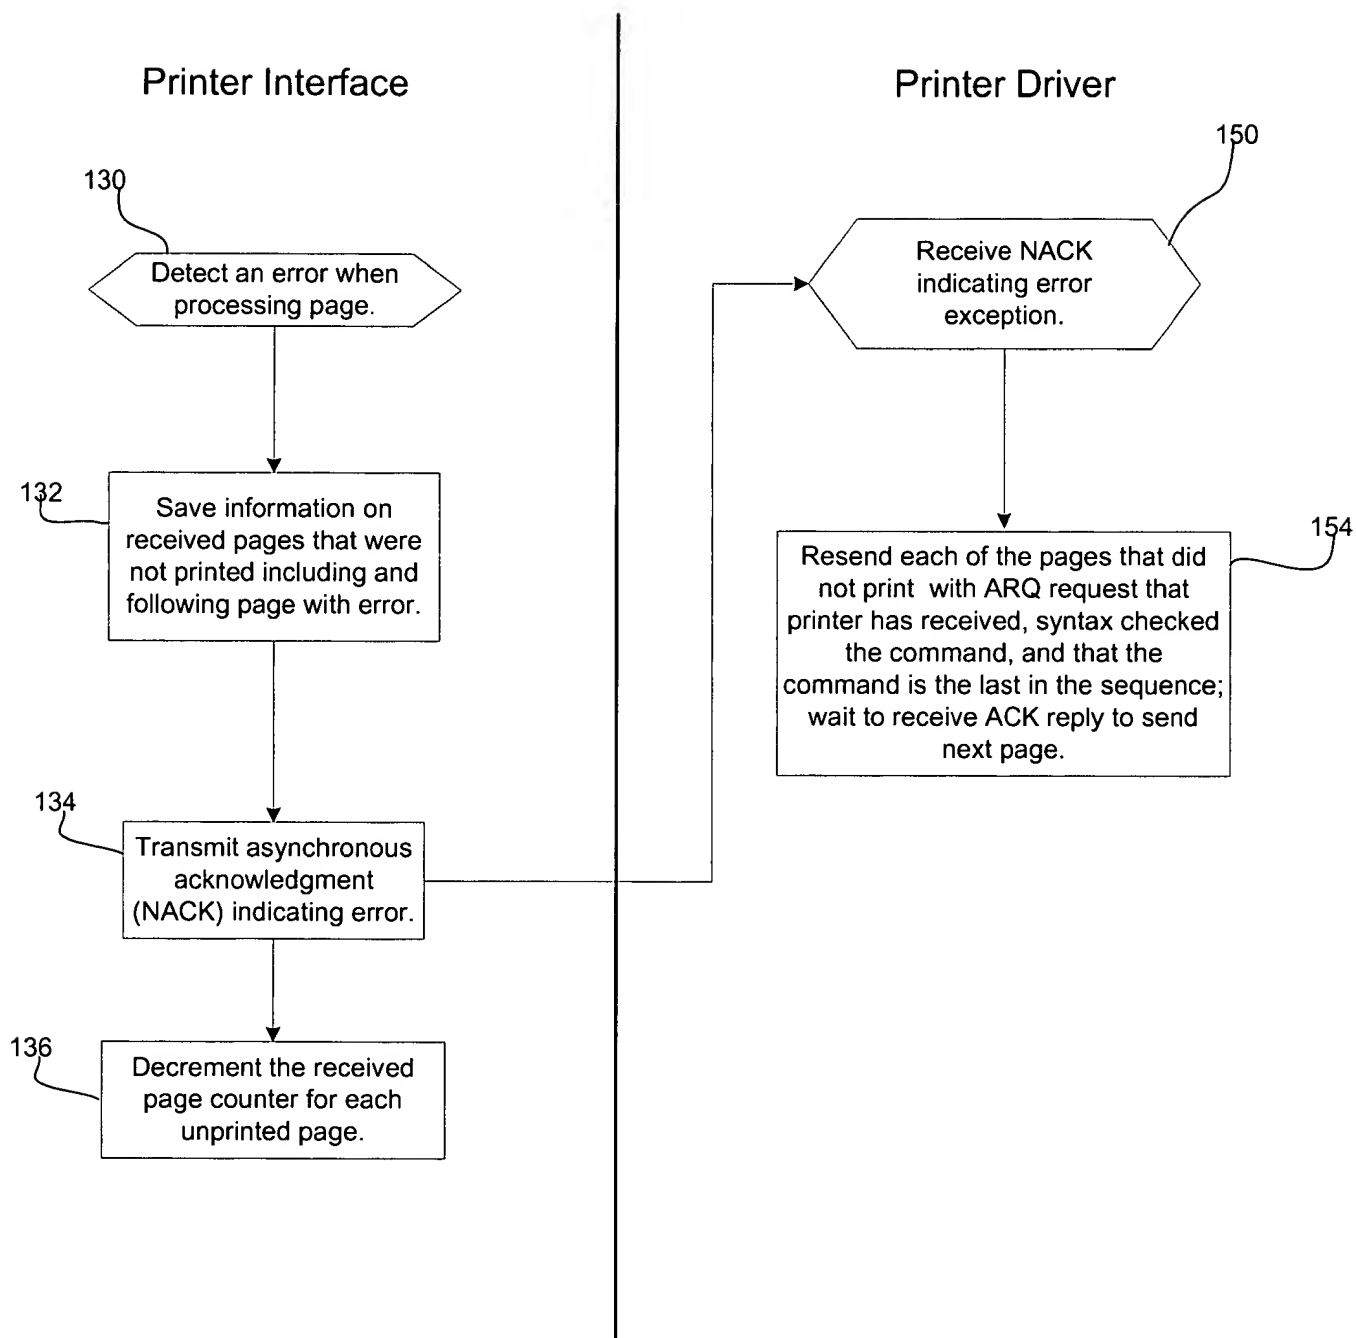 Printer Interface
130
Detect an error when
processing page.
132
Save information on
received pages that were
not printed including and
following page with error.
134
Transmit asynchronous
acknowledgment
(NACK) indicating error.
136
Decrement the received
page counter for each
unprinted page.
Printer Driver
150
Receive NACK
indicating error
exception.
154
Resend each of the pages that did
not print with ARQ request that
printer has received, syntax checked
the command, and that the
command is the last in the sequence;
wait to receive ACK reply to send
next page.